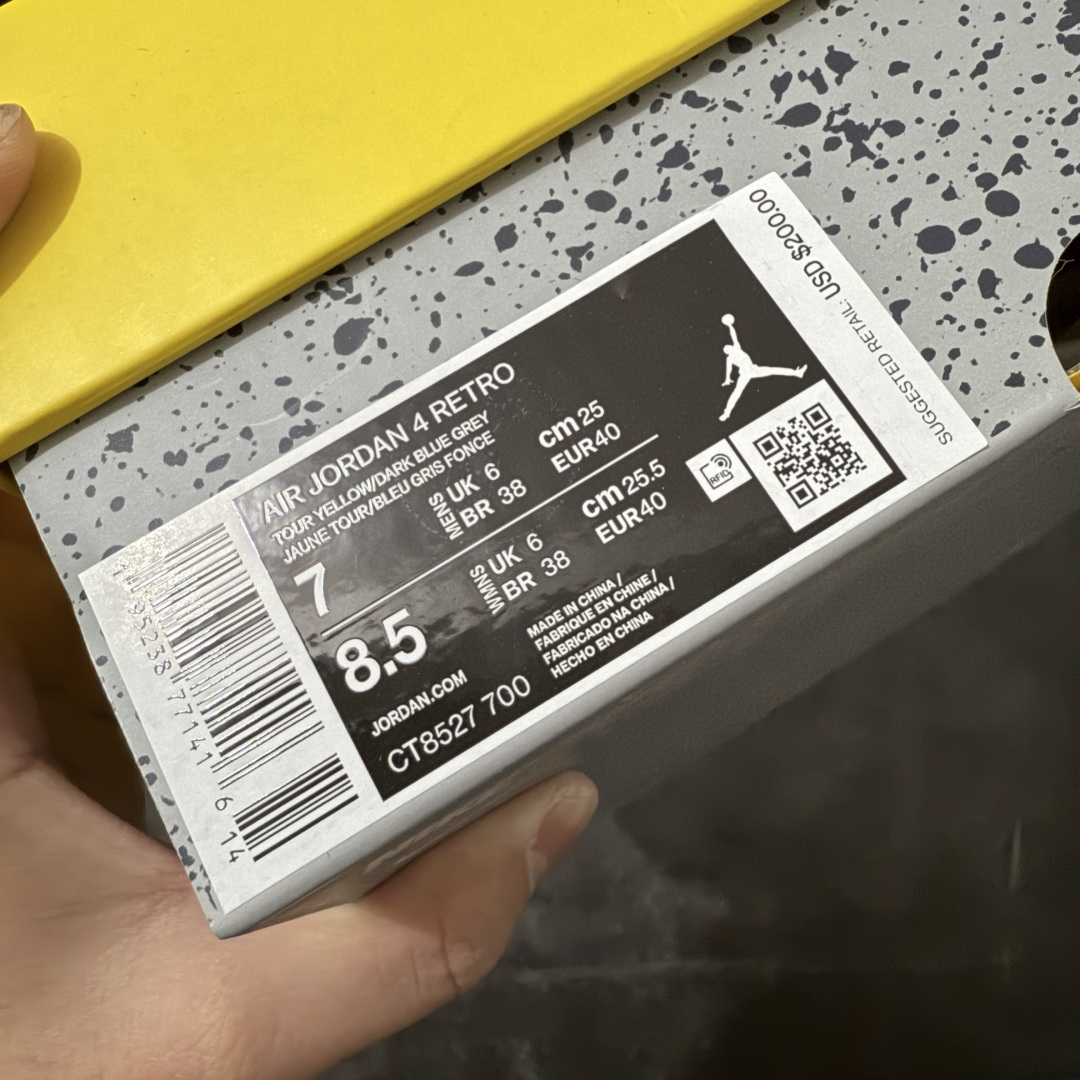 AIR JORDAN 4 RETRO
TOUR YELLOW/DARK BLUE GREY
JAUNE TOUR/BLEU GRIS FONCE
7
MENS
UK 6
BR 38
cm 25
EUR 40
8.5
WMNS
UK 6
BR 38
cm 25.5
EUR 40
JORDAN.COM
CT8527 700
MADE IN CHINA /
FABRIQUE EN CHINE /
FABRICADO NA CHINA /
HECHO EN CHINA
RFID
SUGGESTED RETAIL: USD $200.00
1 95238 77141 6 14